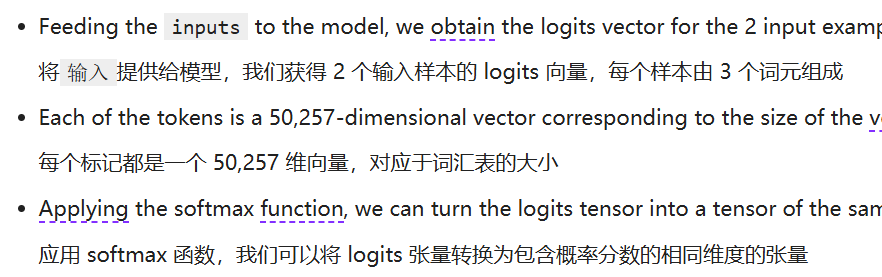 Feeding the inputs to the model, we obtain the logits vector for the 2 input
将 输入 提供给模型，我们获得 2 个输入样本的 logits 向量，每个样本由 3 个词元组成
Each of the tokens is a 50,257-dimensional vector corresponding to the size of the
每个标记都是一个 50,257 维向量，对应于词汇表的大小
Applying the softmax function, we can turn the logits tensor into a tensor of the
应用 softmax 函数，我们可以将 logits 张量转换为包含概率分数的相同维度的张量